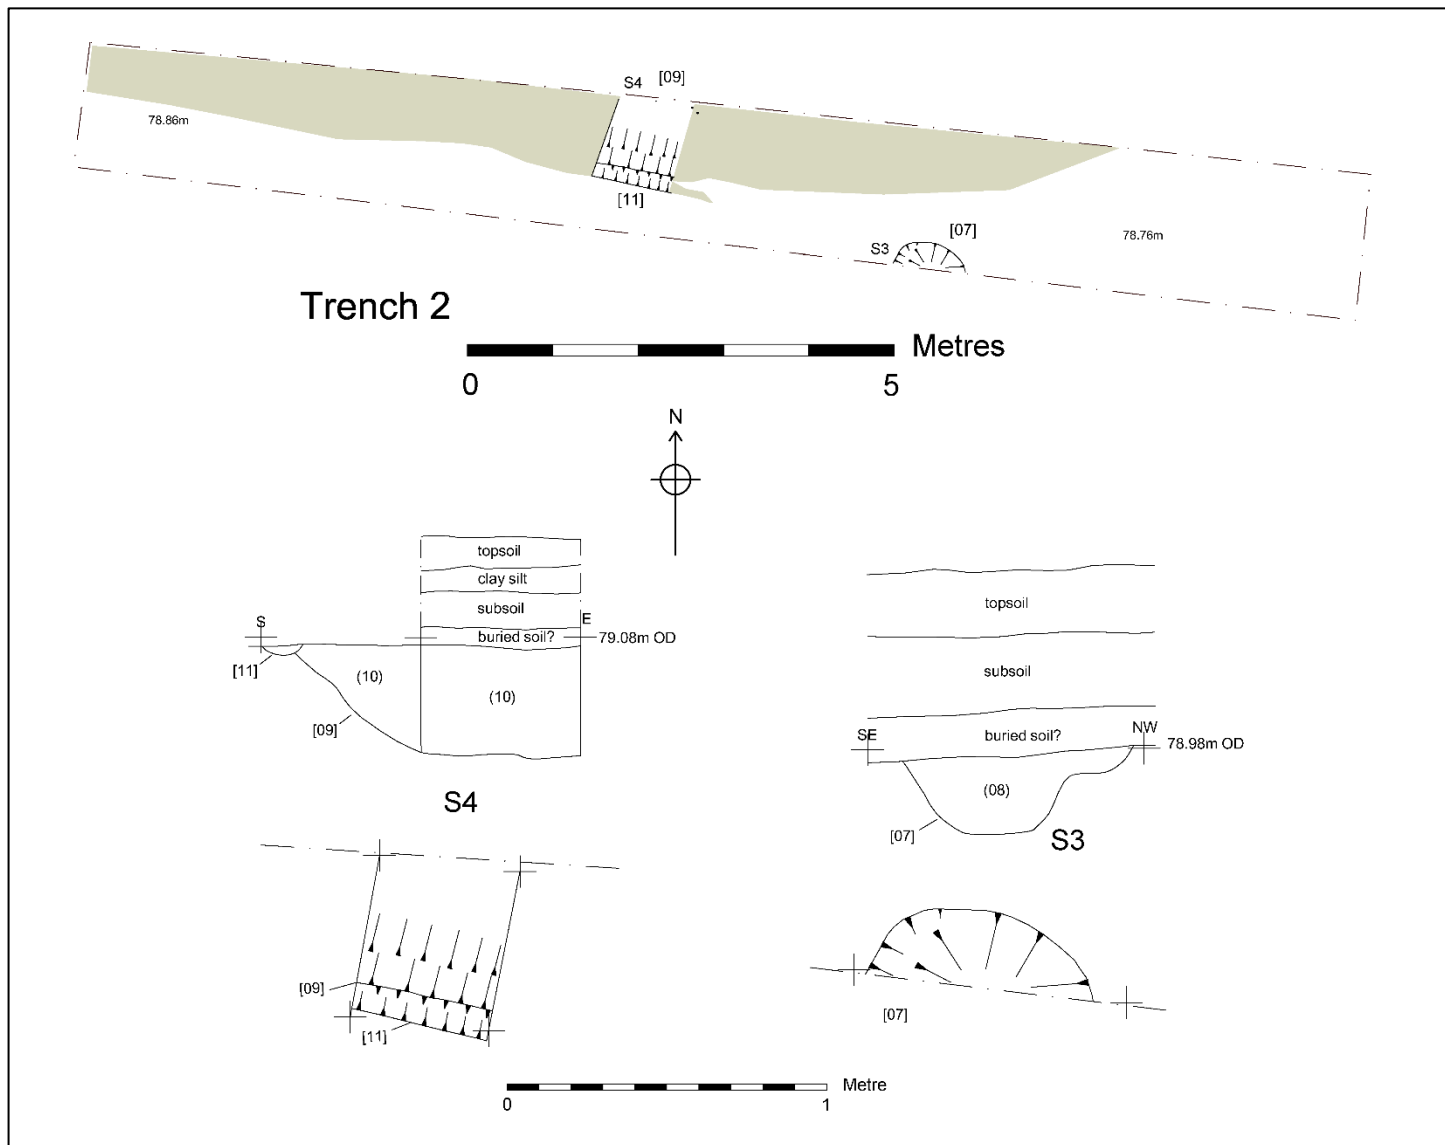 S4 [09]
78.86m
[11]
S3 [07]
78.76m
Trench 2
Metres
0 5
N
topsoil
clay silt
subsoil
S E
buried soil? 79.08m OD
[11]
(10) (10)
[09]
S4
topsoil
subsoil
SE buried soil? NW
78.98m OD
(08)
[07]
S3
[09]
[11]
[07]
Metre
0 1